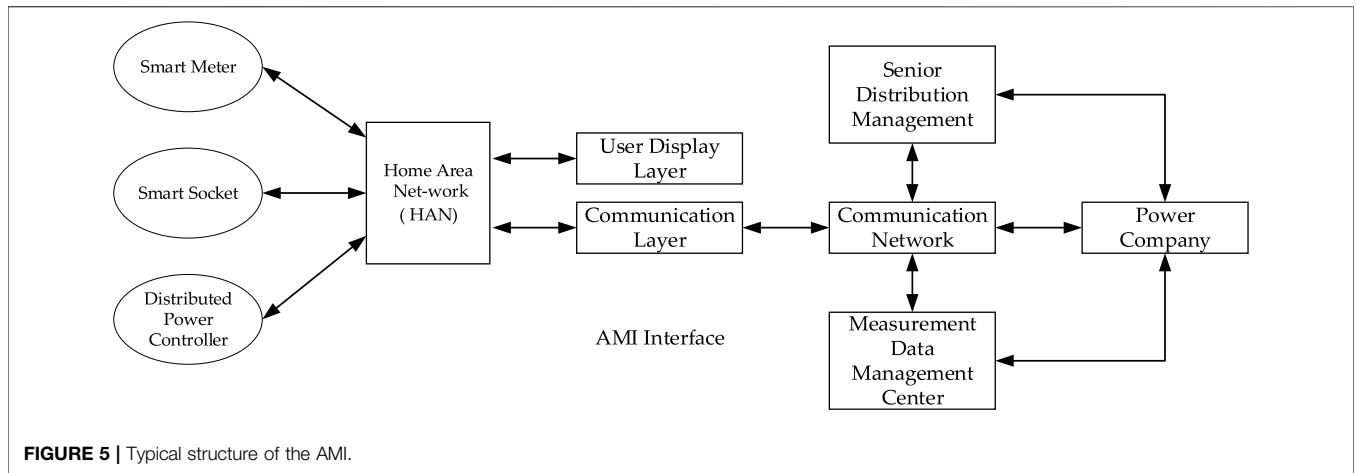 Smart Meter
Smart Socket
Distributed
Power
Controller
Home Area
Net-work
( HAN)
User Display
Layer
Communication
Layer
AMI Interface
Senior
Distribution
Management
Communication
Network
Measurement
Data
Management
Center
Power
Company
FIGURE 5 | Typical structure of the AMI.